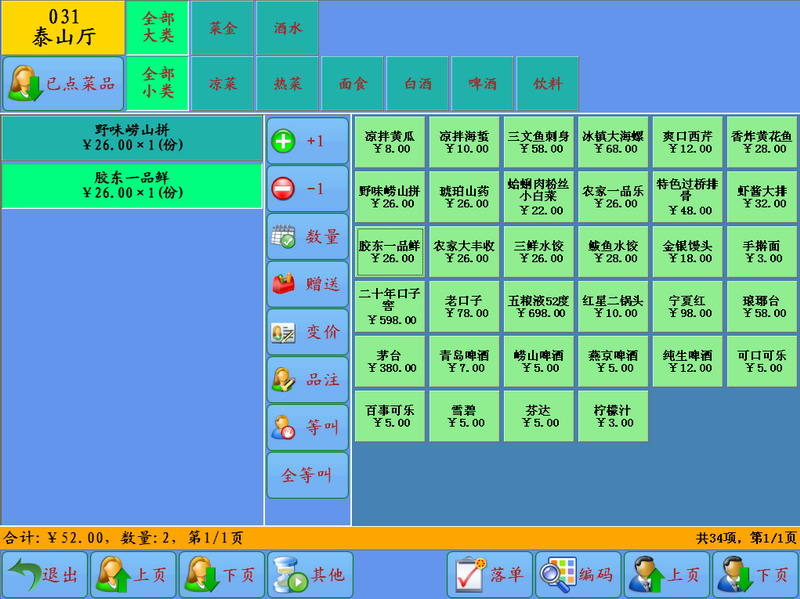 031
泰山厅
全部
大类
菜金
酒水
已点菜品
全部
小类
凉菜
热菜
面食
白酒
啤酒
饮料
野味崂山拼
￥26.00×1(份)
胶东一品鲜
￥26.00×1(份)
+1
-1
数量
赠送
变价
品注
等叫
全等叫
凉拌黄瓜
￥8.00
凉拌海蜇
￥10.00
三文鱼刺身
￥58.00
冰镇大海螺
￥68.00
爽口西芹
￥12.00
香炸黄花鱼
￥28.00
野味崂山拼
￥26.00
琥珀山药
￥26.00
蛤蜊肉粉丝
小白菜
￥22.00
农家一品乐
￥26.00
特色过桥排
骨
￥48.00
虾酱大排
￥32.00
胶东一品鲜
￥26.00
农家大丰收
￥26.00
三鲜水饺
￥26.00
鲅鱼水饺
￥28.00
金银馒头
￥18.00
手擀面
￥3.00
二十年口子
窖
￥598.00
老口子
￥78.00
五粮液52度
￥698.00
红星二锅头
￥10.00
宁夏红
￥98.00
琅琊台
￥58.00
茅台
￥380.00
青岛啤酒
￥7.00
崂山啤酒
￥5.00
燕京啤酒
￥5.00
纯生啤酒
￥12.00
可口可乐
￥5.00
百事可乐
￥5.00
雪碧
￥5.00
芬达
￥5.00
柠檬汁
￥3.00
合计:￥52.00, 数量:2, 第1/1页
共34项, 第1/1页
退出
上页
下页
其他
落单
编码
上页
下页